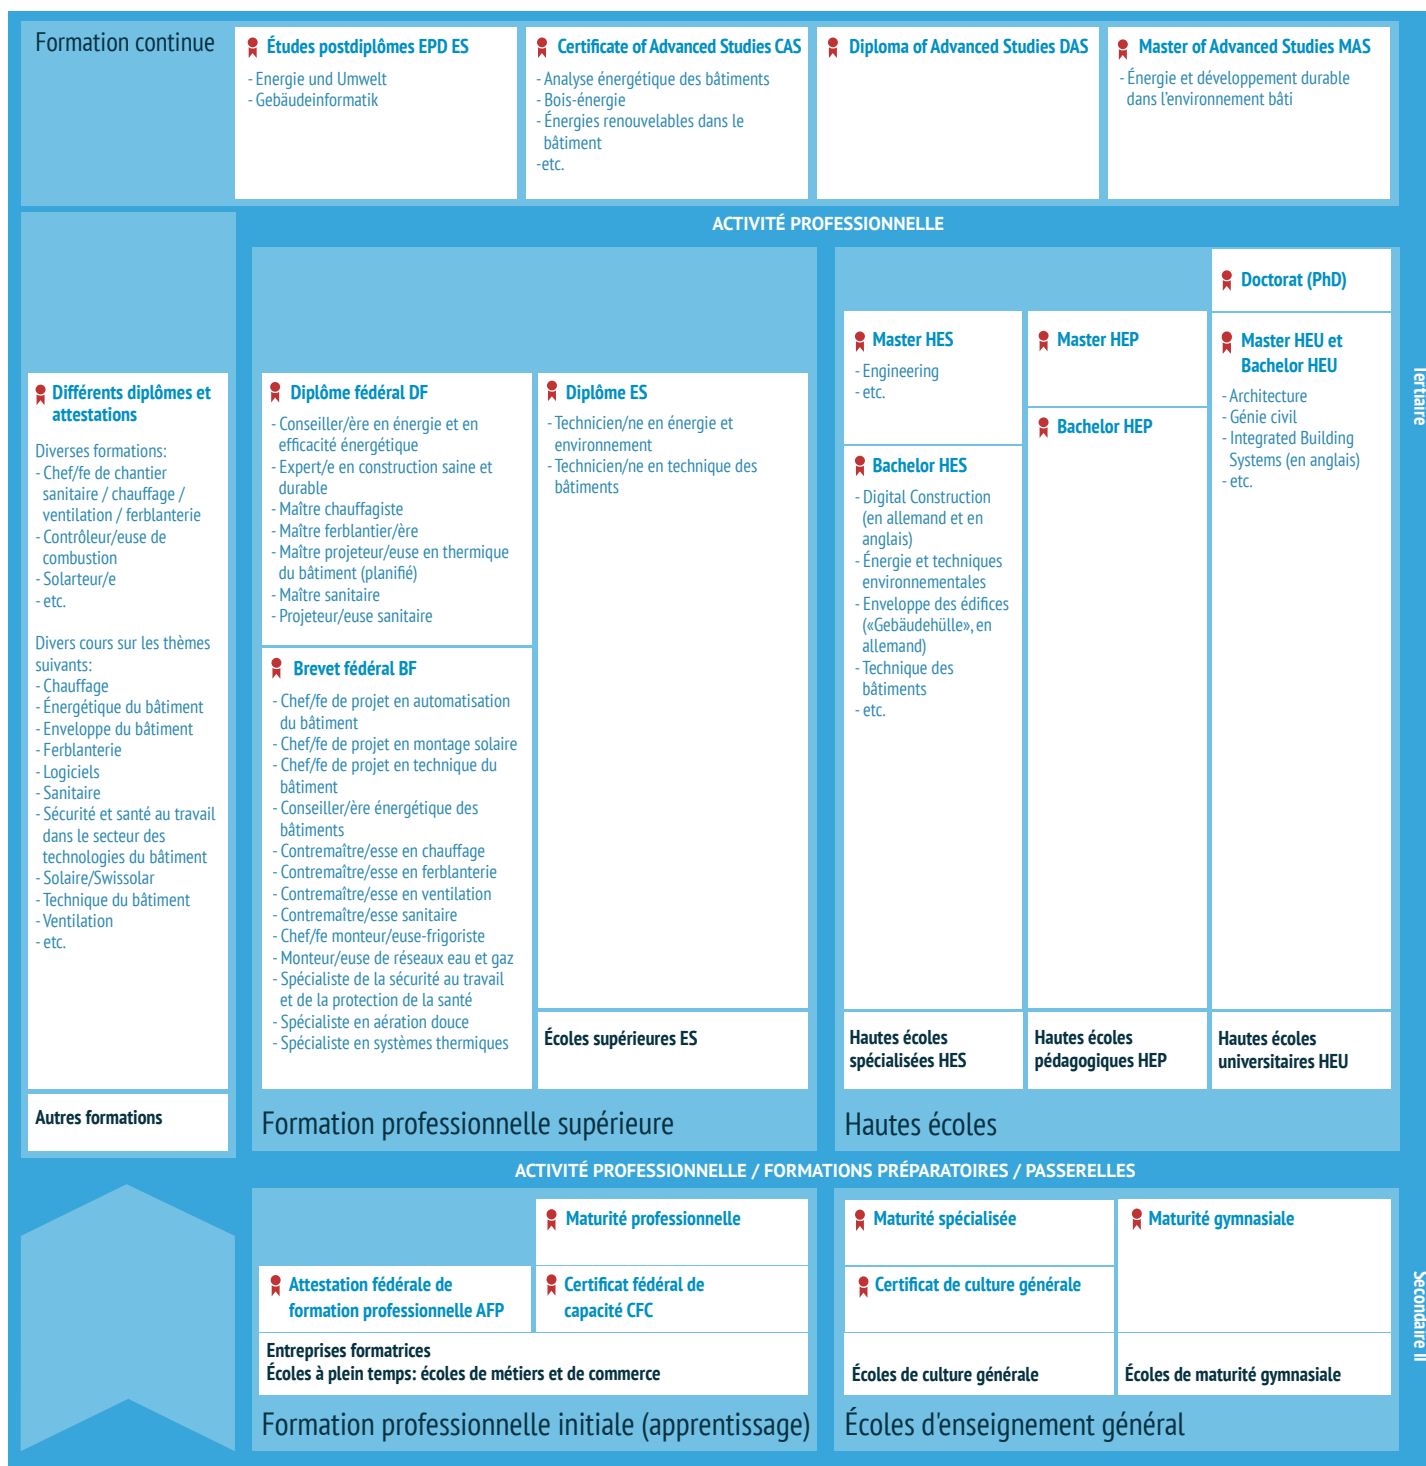 Formation continue
Études postdiplômes EPD ES
- Energie und Umwelt
- Gebäudeinformatik
Certificate of Advanced Studies CAS
- Analyse énergétique des bâtiments
- Bois-énergie
- Énergies renouvelables dans le
bâtiment
-etc.
Diploma of Advanced Studies DAS
Master of Advanced Studies MAS
- Énergie et développement durable
dans l'environnement bâti
ACTIVITÉ PROFESSIONNELLE
Tertiaire
Différents diplômes et
attestations
Diverses formations:
- Chef/fe de chantier
sanitaire / chauffage /
ventilation / ferblanterie
- Contrôleur/euse de
combustion
- Solarteur/e
- etc.
Divers cours sur les thèmes
suivants:
- Chauffage
- Énergétique du bâtiment
- Enveloppe du bâtiment
- Ferblanterie
- Logiciels
- Sanitaire
- Sécurité et santé au travail
dans le secteur des
technologies du bâtiment
- Solaire/Swissolar
- Technique du bâtiment
- Ventilation
- etc.
Autres formations
Diplôme fédéral DF
- Conseiller/ère en énergie et en
efficacité énergétique
- Expert/e en construction saine et
durable
- Maître chauffagiste
- Maître ferblantier/ère
- Maître projeteur/euse en thermique
du bâtiment (planifié)
- Maître sanitaire
- Projeteur/euse sanitaire
Brevet fédéral BF
- Chef/fe de projet en automatisation
du bâtiment
- Chef/fe de projet en montage solaire
- Chef/fe de projet en technique du
bâtiment
- Conseiller/ère énergétique des
bâtiments
- Contremaître/esse en chauffage
- Contremaître/esse en ferblanterie
- Contremaître/esse en ventilation
- Contremaître/esse sanitaire
- Chef/fe monteur/euse-frigoriste
- Monteur/euse de réseaux eau et gaz
- Spécialiste de la sécurité au travail
et de la protection de la santé
- Spécialiste en aération douce
- Spécialiste en systèmes thermiques
Diplôme ES
- Technicien/ne en énergie et
environnement
- Technicien/ne en technique des
bâtiments
Écoles supérieures ES
Formation professionnelle supérieure
Master HES
- Engineering
- etc.
Bachelor HES
- Digital Construction
(en allemand et en
anglais)
- Énergie et techniques
environnementales
- Enveloppe des édifices
(«Gebäudehülle», en
allemand)
- Technique des
bâtiments
- etc.
Hautes écoles
spécialisées HES
Master HEP
Bachelor HEP
Hautes écoles
pédagogiques HEP
Doctorat (PhD)
Master HEU et
Bachelor HEU
- Architecture
- Génie civil
- Integrated Building
Systems (en anglais)
- etc.
Hautes écoles
universitaires HEU
Hautes écoles
ACTIVITÉ PROFESSIONNELLE / FORMATIONS PRÉPARATOIRES / PASSERELLES
Secondaire II
Maturité professionnelle
Attestation fédérale de
formation professionnelle AFP
Certificat fédéral de
capacité CFC
Entreprises formatrices
Écoles à plein temps: écoles de métiers et de commerce
Formation professionnelle initiale (apprentissage)
Maturité spécialisée
Certificat de culture générale
Écoles de culture générale
Maturité gymnasiale
Écoles de maturité gymnasiale
Écoles d'enseignement général